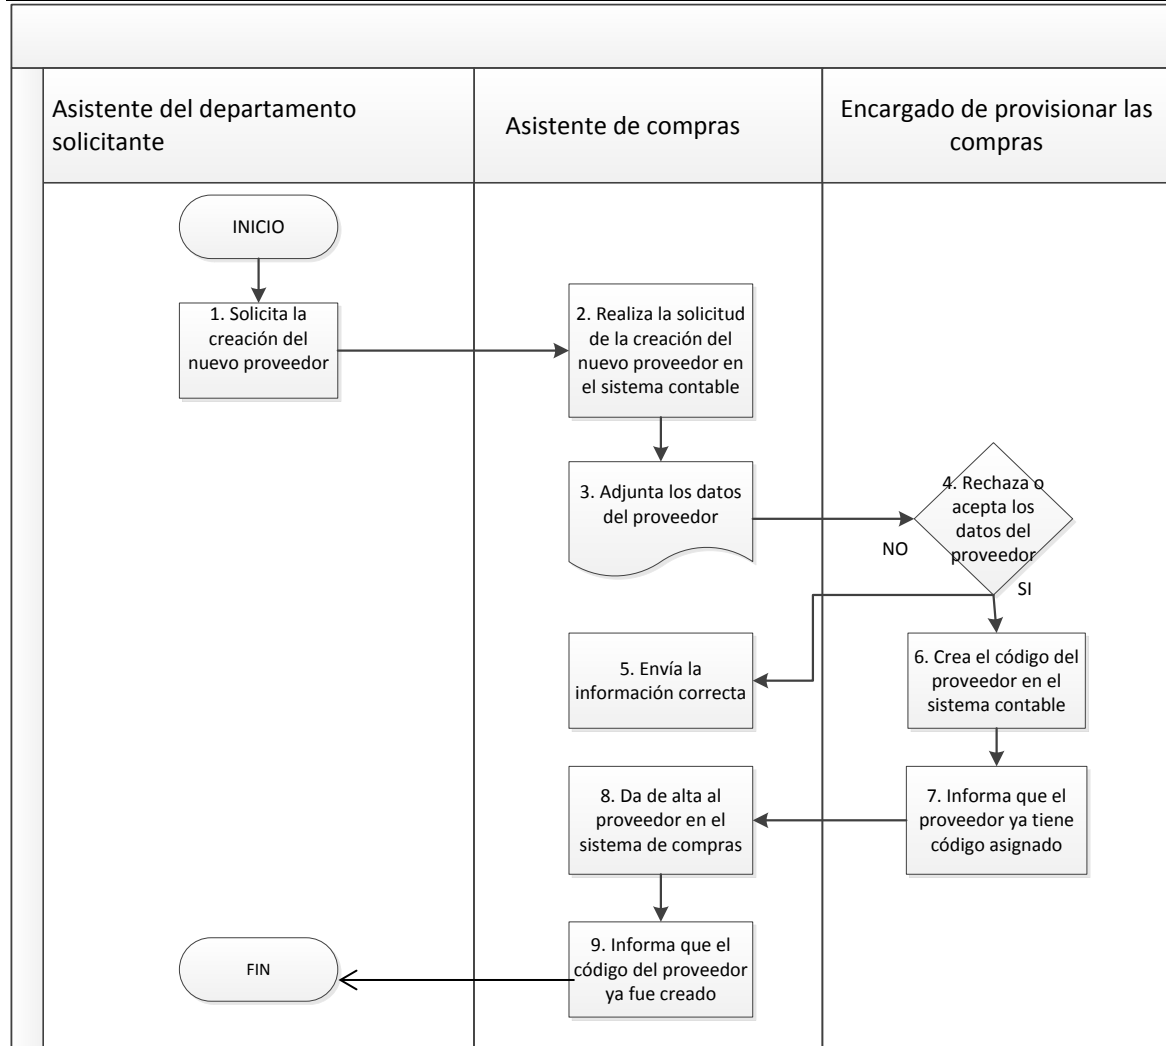 Asistente del departamento
solicitante
Asistente de compras
Encargado de provisionar las
compras
INICIO
1. Solicita la
creación del
nuevo proveedor
2. Realiza la solicitud
de la creación del
nuevo proveedor en
el sistema contable
3. Adjunta los datos
del proveedor
4. Rechaza o
acepta los
datos del
proveedor
NO
SI
5. Envía la
información correcta
6. Crea el código del
proveedor en el
sistema contable
8. Da de alta al
proveedor en el
sistema de compras
7. Informa que el
proveedor ya tiene
código asignado
FIN
9. Informa que el
código del proveedor
ya fue creado